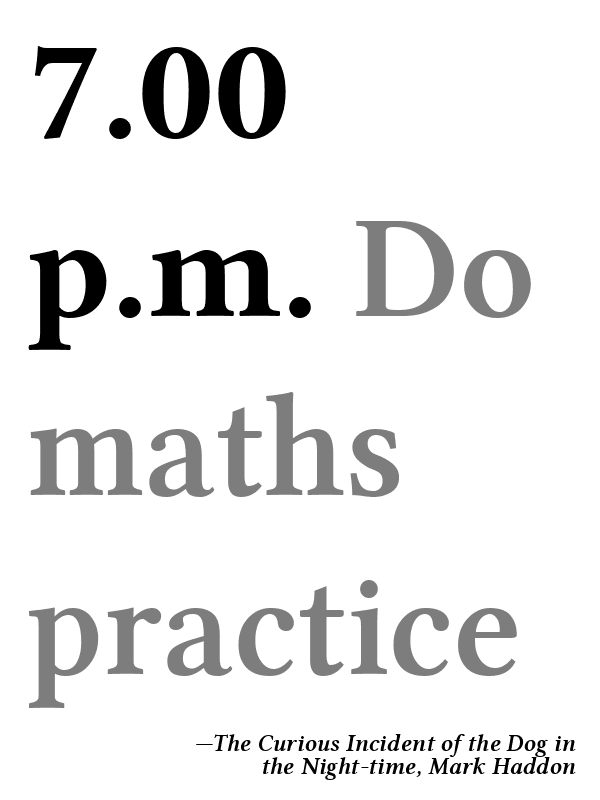 7.00
p.m. Do
maths
practice
—The Curious Incident of the Dog in
the Night-time, Mark Haddon